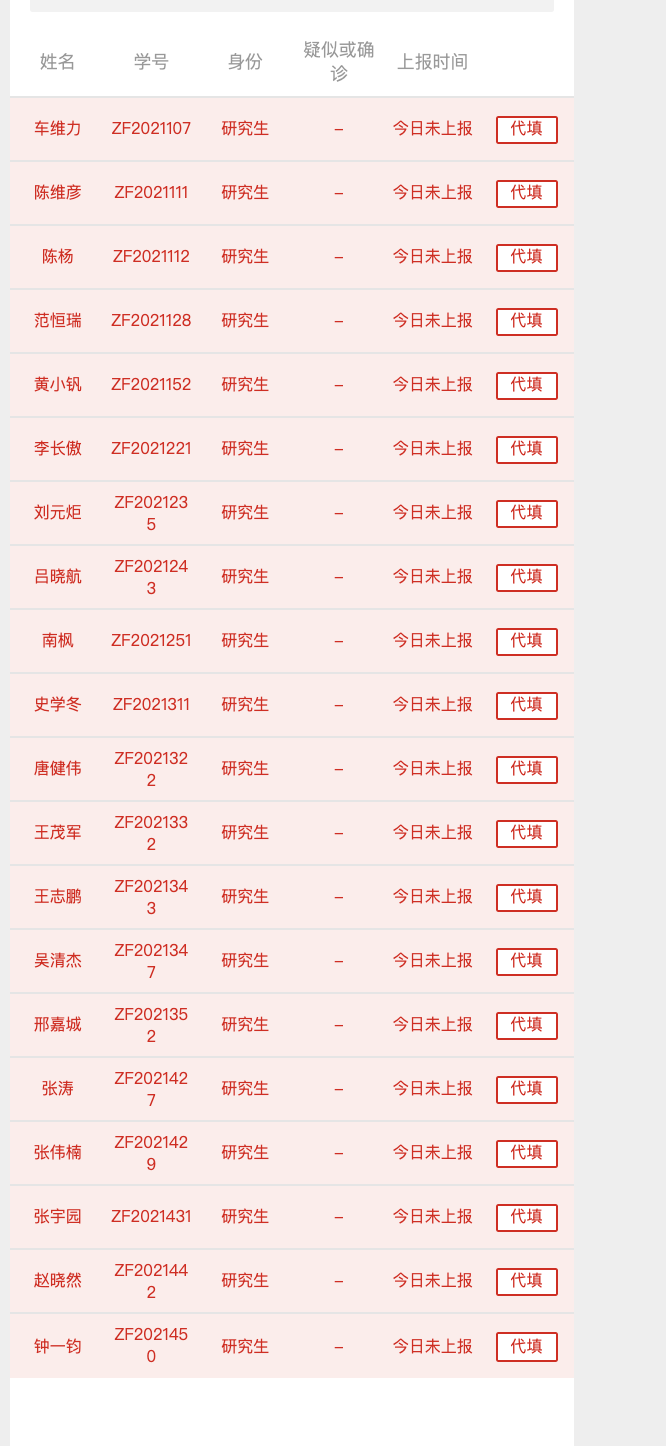 姓名 学号 身份 疑似或确诊 上报时间
车维力 ZF2021107 研究生 – 今日未上报 代填
陈维彦 ZF2021111 研究生 – 今日未上报 代填
陈杨 ZF2021112 研究生 – 今日未上报 代填
范恒瑞 ZF2021128 研究生 – 今日未上报 代填
黄小钒 ZF2021152 研究生 – 今日未上报 代填
李长傲 ZF2021221 研究生 – 今日未上报 代填
刘元炬 ZF2021235 研究生 – 今日未上报 代填
吕晓航 ZF2021243 研究生 – 今日未上报 代填
南枫 ZF2021251 研究生 – 今日未上报 代填
史学冬 ZF2021311 研究生 – 今日未上报 代填
唐健伟 ZF2021322 研究生 – 今日未上报 代填
王茂军 ZF2021332 研究生 – 今日未上报 代填
王志鹏 ZF2021343 研究生 – 今日未上报 代填
吴清杰 ZF2021347 研究生 – 今日未上报 代填
邢嘉城 ZF2021352 研究生 – 今日未上报 代填
张涛 ZF2021427 研究生 – 今日未上报 代填
张伟楠 ZF2021429 研究生 – 今日未上报 代填
张宇园 ZF2021431 研究生 – 今日未上报 代填
赵晓然 ZF2021442 研究生 – 今日未上报 代填
钟一钧 ZF2021450 研究生 – 今日未上报 代填